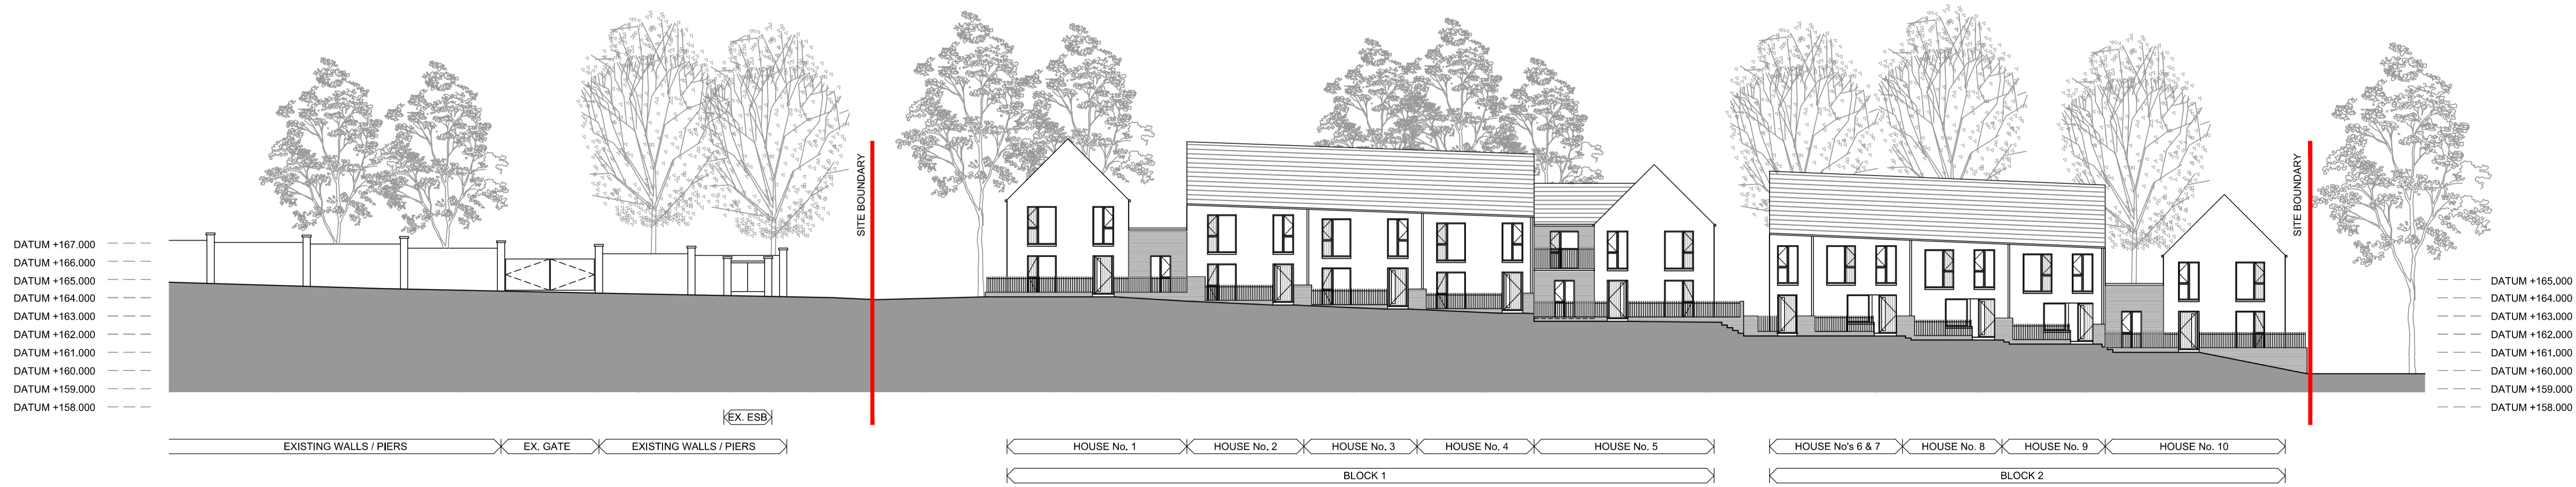 SITE BOUNDARY
SITE BOUNDARY
DATUM +167.000
DATUM +166.000
DATUM +165.000
DATUM +164.000
DATUM +163.000
DATUM +162.000
DATUM +161.000
DATUM +160.000
DATUM +159.000
DATUM +158.000
DATUM +165.000
DATUM +164.000
DATUM +163.000
DATUM +162.000
DATUM +161.000
DATUM +160.000
DATUM +159.000
DATUM +158.000
EX. ESB
EXISTING WALLS / PIERS
EX. GATE
EXISTING WALLS / PIERS
HOUSE No. 1
HOUSE No. 2
HOUSE No. 3
HOUSE No. 4
HOUSE No. 5
HOUSE No's 6 & 7
HOUSE No. 8
HOUSE No. 9
HOUSE No. 10
BLOCK 1
BLOCK 2